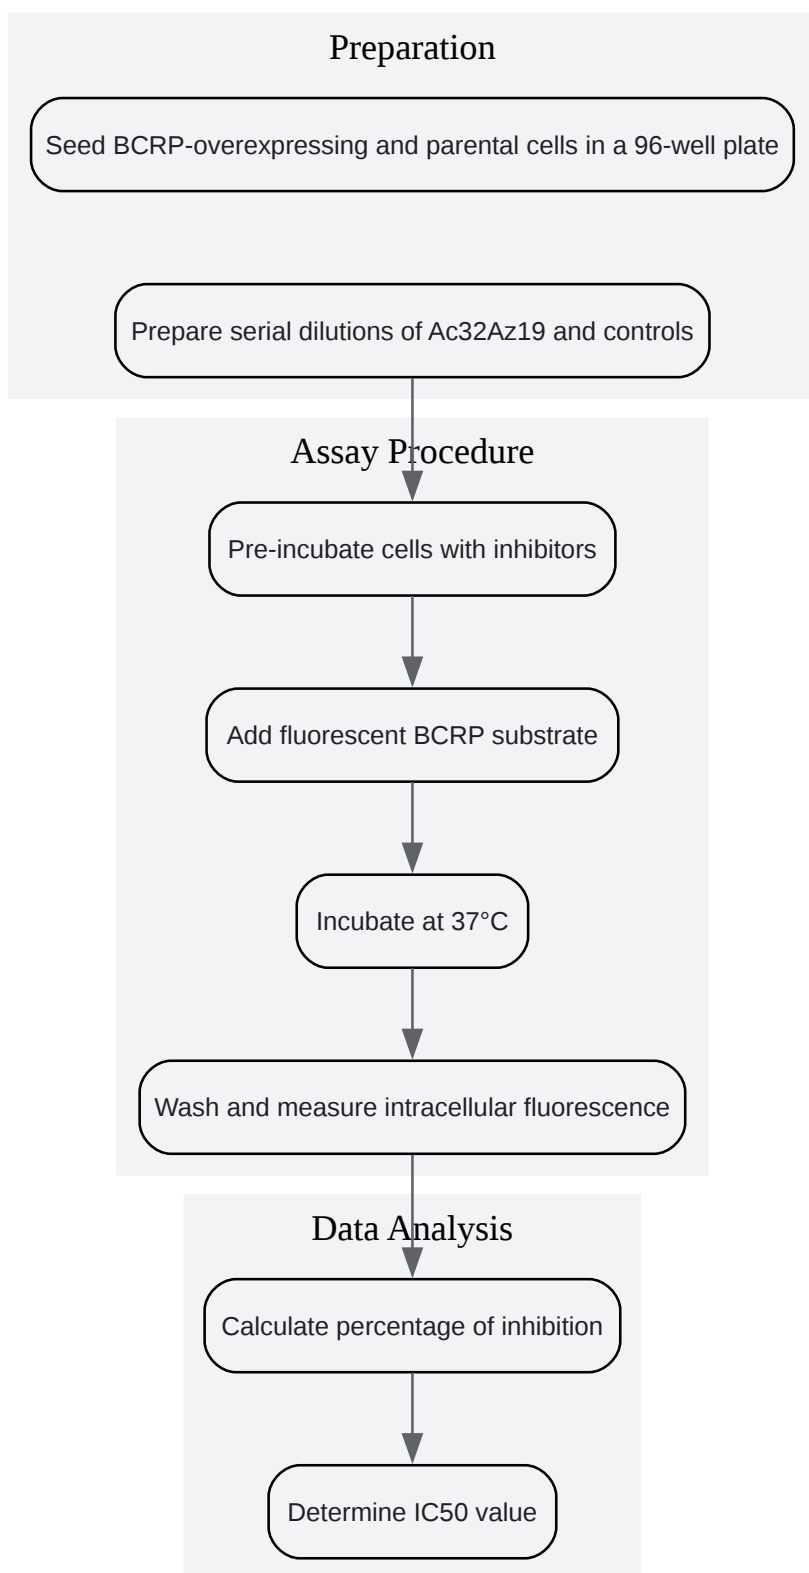 Preparation
Seed BCRP-overexpressing and parental cells in a 96-well plate
Prepare serial dilutions of Ac32Az19 and controls
Assay Procedure
Pre-incubate cells with inhibitors
Add fluorescent BCRP substrate
Incubate at 37°C
Wash and measure intracellular fluorescence
Data Analysis
Calculate percentage of inhibition
Determine IC50 value